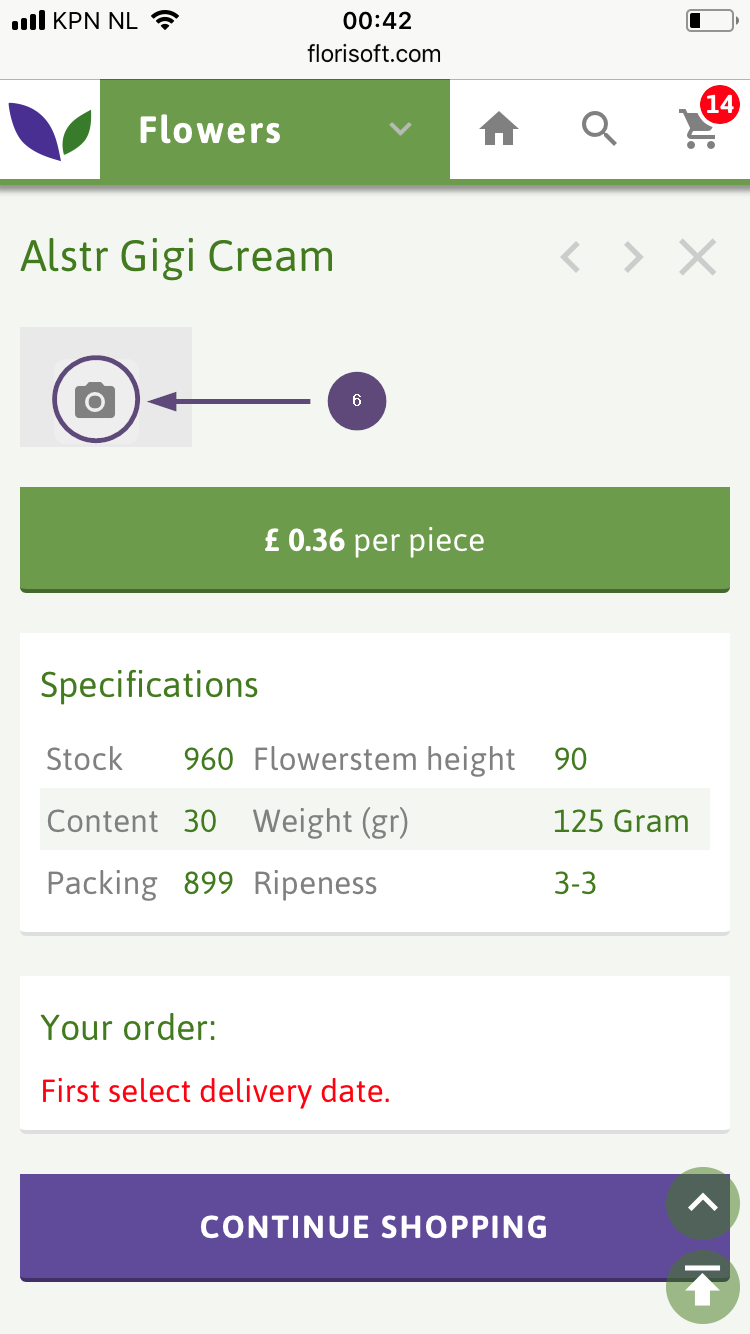 KPN NL 00:42
florisoft.com
Flowers 14
Alstr Gigi Cream
6
£ 0.36 per piece
Specifications
Stock 960 Flowerstem height 90
Content 30 Weight (gr) 125 Gram
Packing 899 Ripeness 3-3
Your order:
First select delivery date.
CONTINUE SHOPPING